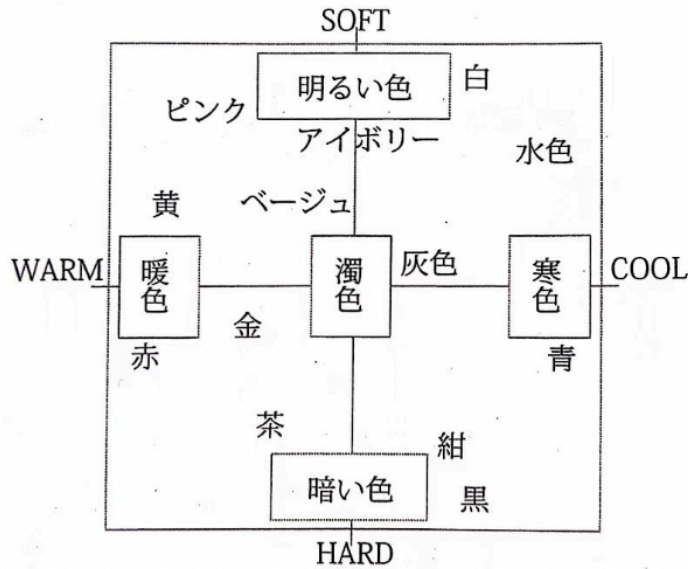 SOFT
明るい色
白
ピンク
アイボリー
水色
黄
ベージュ
WARM
暖色
濁色
灰色
寒色
COOL
金
赤
青
茶
紺
暗い色
黒
HARD